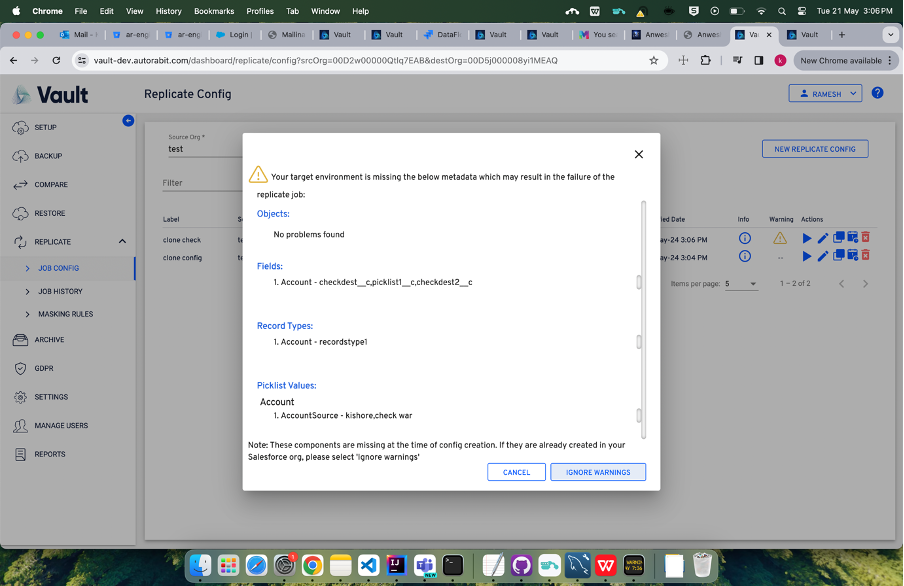 Chrome File Edit View History Bookmarks Profiles Tab Window Help
Tue 21 May 3:06 PM
Mail – ar-eng ar-eng Login | Mailine Vault Vault DataFl Vault Vault You se Anwes Anwes Va Vault
vault-dev.autorabit.com/dashboard/replicate/config?srcOrg=00D2w00000QtIq7EAB&destOrg=00D5j000008yi1MEAQ
New Chrome available
Vault
Replicate Config
RAMESH
SETUP
BACKUP
COMPARE
RESTORE
REPLICATE
JOB CONFIG
JOB HISTORY
MASKING RULES
ARCHIVE
GDPR
SETTINGS
MANAGE USERS
REPORTS
Source Org *
test
NEW REPLICATE CONFIG
Filter
Label
ied Date Info Warning Actions
clone check
ay-24 3:06 PM
clone config
ay-24 3:04 PM
--
Items per page: 5 1 – 2 of 2
Your target environment is missing the below metadata which may result in the failure of the
replicate job:
Objects:
No problems found
Fields:
1. Account - checkdest__c,picklist1__c,checkdest2__c
Record Types:
1. Account - recordstype1
Picklist Values:
Account
1. AccountSource - kishore,check war
Note: These components are missing at the time of config creation. If they are already created in your
Salesforce org, please select 'Ignore warnings'
CANCEL
IGNORE WARNINGS